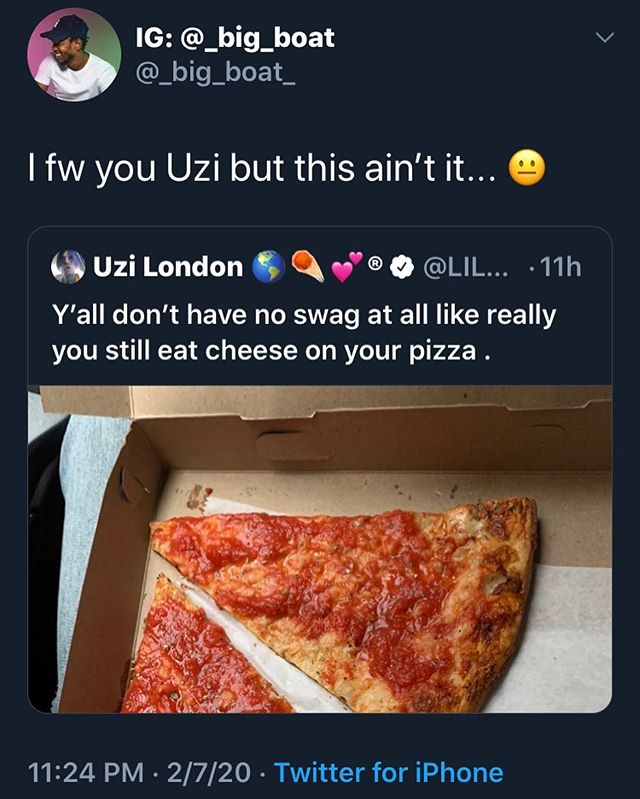 IG: @_big_boat
@_big_boat_
I fw you Uzi but this ain't it... 😐
Uzi London 🌎☄️💕® @LIL... · 11h
Y'all don't have no swag at all like really
you still eat cheese on your pizza .
11:24 PM · 2/7/20 · Twitter for iPhone